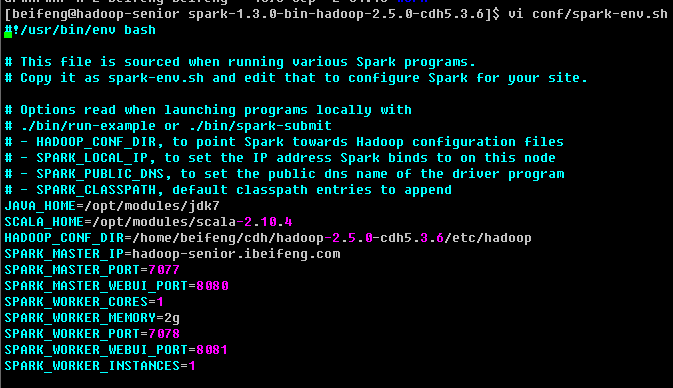 [beifeng@hadoop-senior spark-1.3.0-bin-hadoop-2.5.0-cdh5.3.6]$ vi conf/spark-env.sh
#!/usr/bin/env bash
# This file is sourced when running various Spark programs.
# Copy it as spark-env.sh and edit that to configure Spark for your site.
# Options read when launching programs locally with
# ./bin/run-example or ./bin/spark-submit
# - HADOOP_CONF_DIR, to point Spark towards Hadoop configuration files
# - SPARK_LOCAL_IP, to set the IP address Spark binds to on this node
# - SPARK_PUBLIC_DNS, to set the public dns name of the driver program
# - SPARK_CLASSPATH, default classpath entries to append
JAVA_HOME=/opt/modules/jdk7
SCALA_HOME=/opt/modules/scala-2.10.4
HADOOP_CONF_DIR=/home/beifeng/cdh/hadoop-2.5.0-cdh5.3.6/etc/hadoop
SPARK_MASTER_IP=hadoop-senior.ibeifeng.com
SPARK_MASTER_PORT=7077
SPARK_MASTER_WEBUI_PORT=8080
SPARK_WORKER_CORES=1
SPARK_WORKER_MEMORY=2g
SPARK_WORKER_PORT=7078
SPARK_WORKER_WEBUI_PORT=8081
SPARK_WORKER_INSTANCES=1